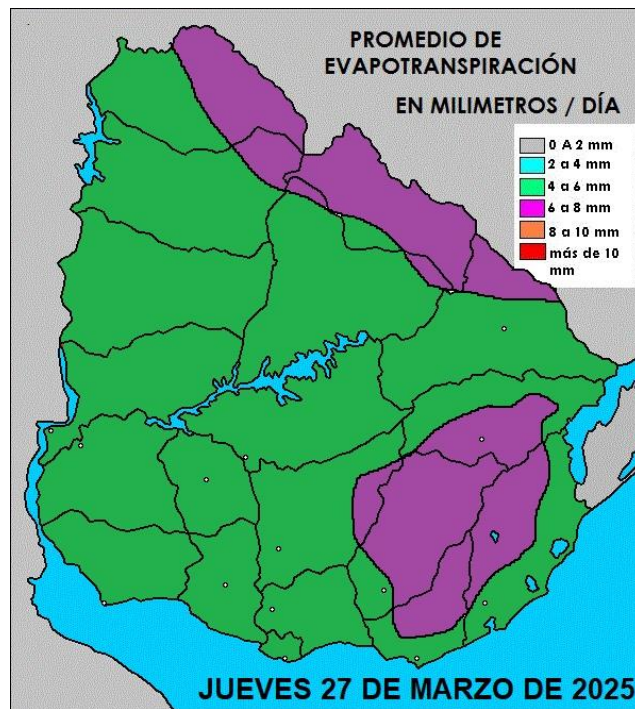 PROMEDIO DE
EVAPOTRANSPIRACIÓN
EN MILIMETROS / DÍA
0 A 2 mm
2 a 4 mm
4 a 6 mm
6 a 8 mm
8 a 10 mm
más de 10
mm
JUEVES 27 DE MARZO DE 2025